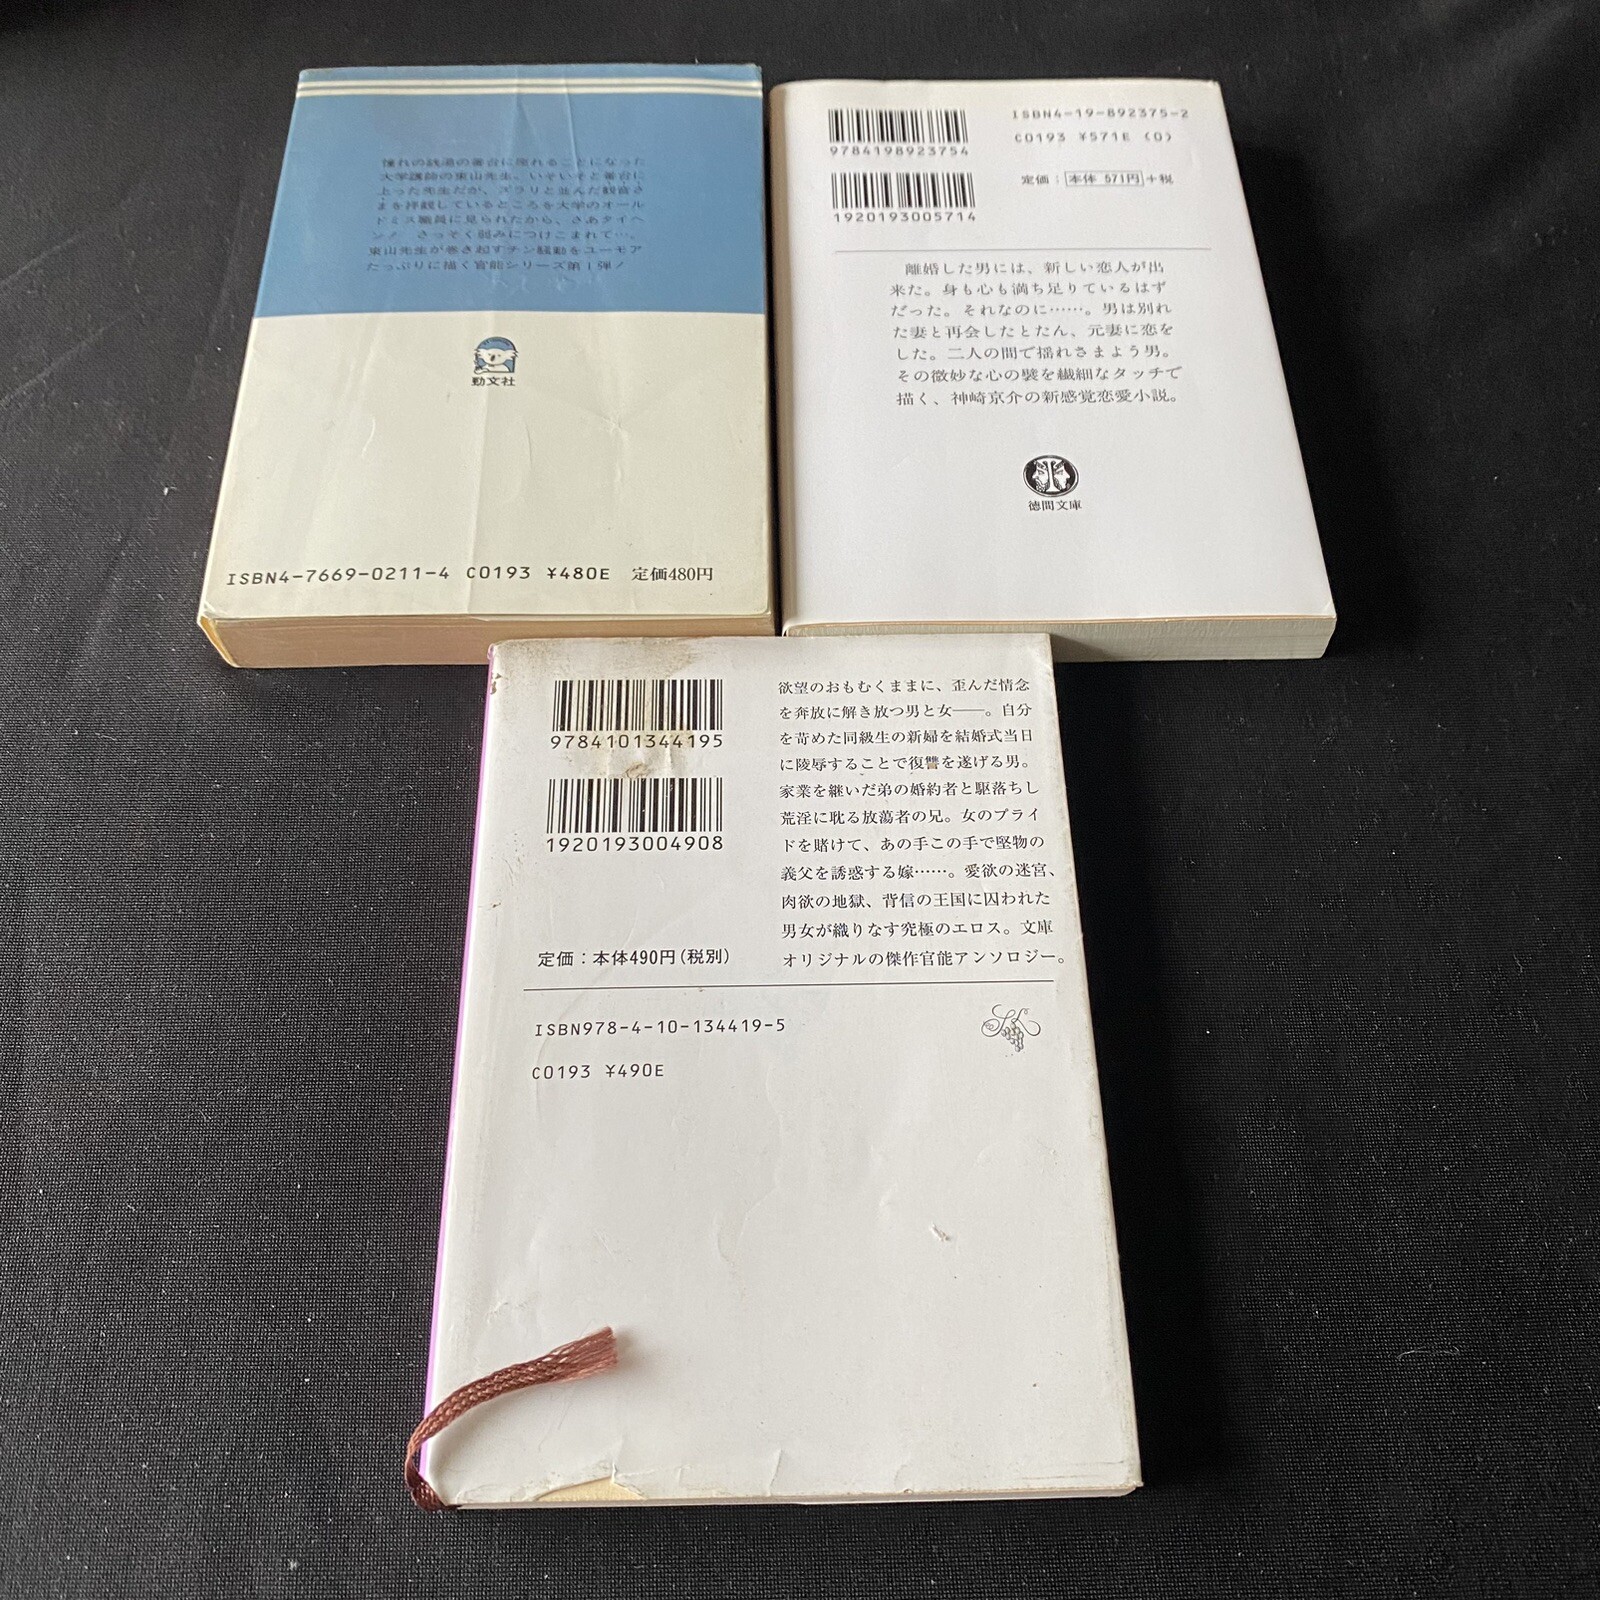 憧れの銭湯の番台に座れることになった
大学講師の東山先生。いそいそと番台に
上った先生だが、ズラリと並んだ観音さ
まを拝観しているところを大学のオール
ドミス職員に見られたから、さあタイヘ
ン! さっそく弱みにつけこまれて…。
東山先生が巻き起すチン騒動をユーモア
たっぷりに描く官能シリーズ第1弾!
勁文社
ISBN4-7669-0211-4 C0193 ¥480E 定価480円
9784198923754
1920193005714
ISBN4-19-892375-2
C0193 ¥571E (0)
定価：本体 571円+税
離婚した男には、新しい恋人が出
来た。身も心も満ち足りているはず
だった。それなのに……。男は別れ
た妻と再会したとたん、元妻に恋を
した。二人の間で揺れさまよう男。
その微妙な心の襞を繊細なタッチで
描く、神崎京介の新感覚恋愛小説。
徳間文庫
9784101344195
1920193004908
定価：本体490円(税別)
欲望のおもむくままに、歪んだ情念
を奔放に解き放つ男と女――。自分
を苛めた同級生の新婦を結婚式当日
に陵辱することで復讐を遂げる男。
家業を継いだ弟の婚約者と駆落ちし
荒淫に耽る放蕩者の兄。女のプライ
ドを賭けて、あの手この手で堅物の
義父を誘惑する嫁……。愛欲の迷宮、
肉欲の地獄、背信の王国に囚われた
男女が織りなす究極のエロス。文庫
オリジナルの傑作官能アンソロジー。
ISBN978-4-10-134419-5
C0193 ¥490E